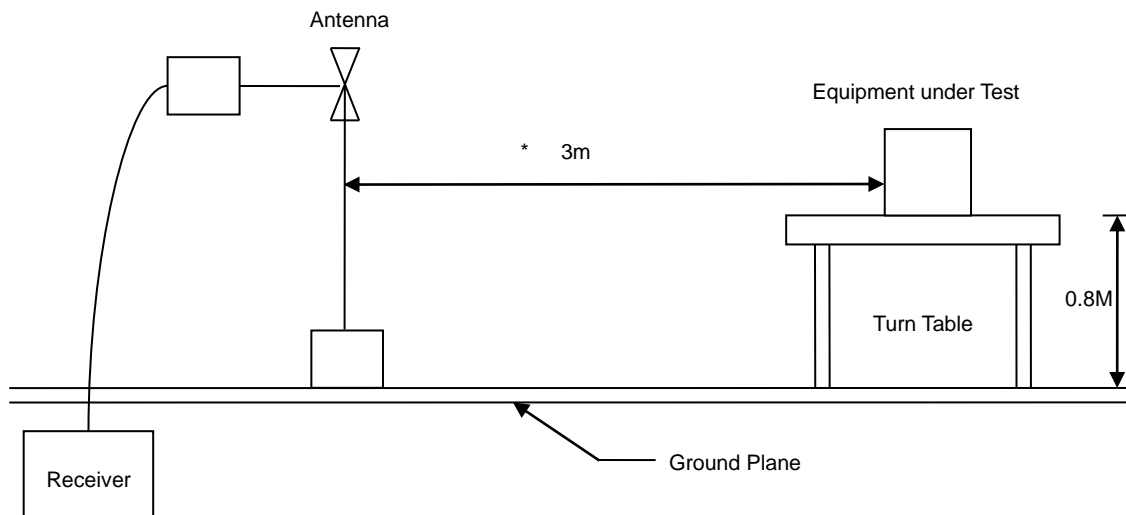 Antenna
Equipment under Test
* 3m
0.8M
Turn Table
Ground Plane
Receiver